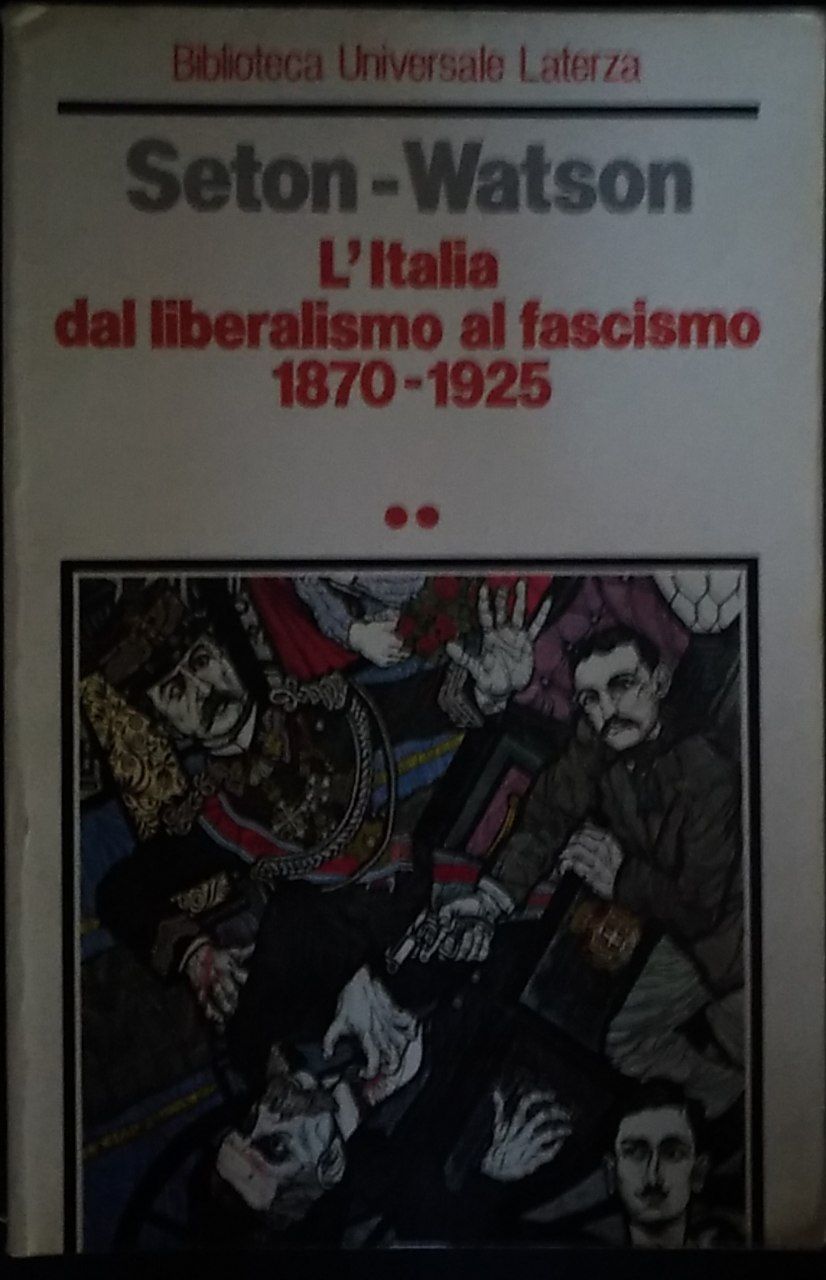 Biblioteca Universale Laterza
Seton-Watson
L'Italia
dal liberalismo al fascismo
1870-1925